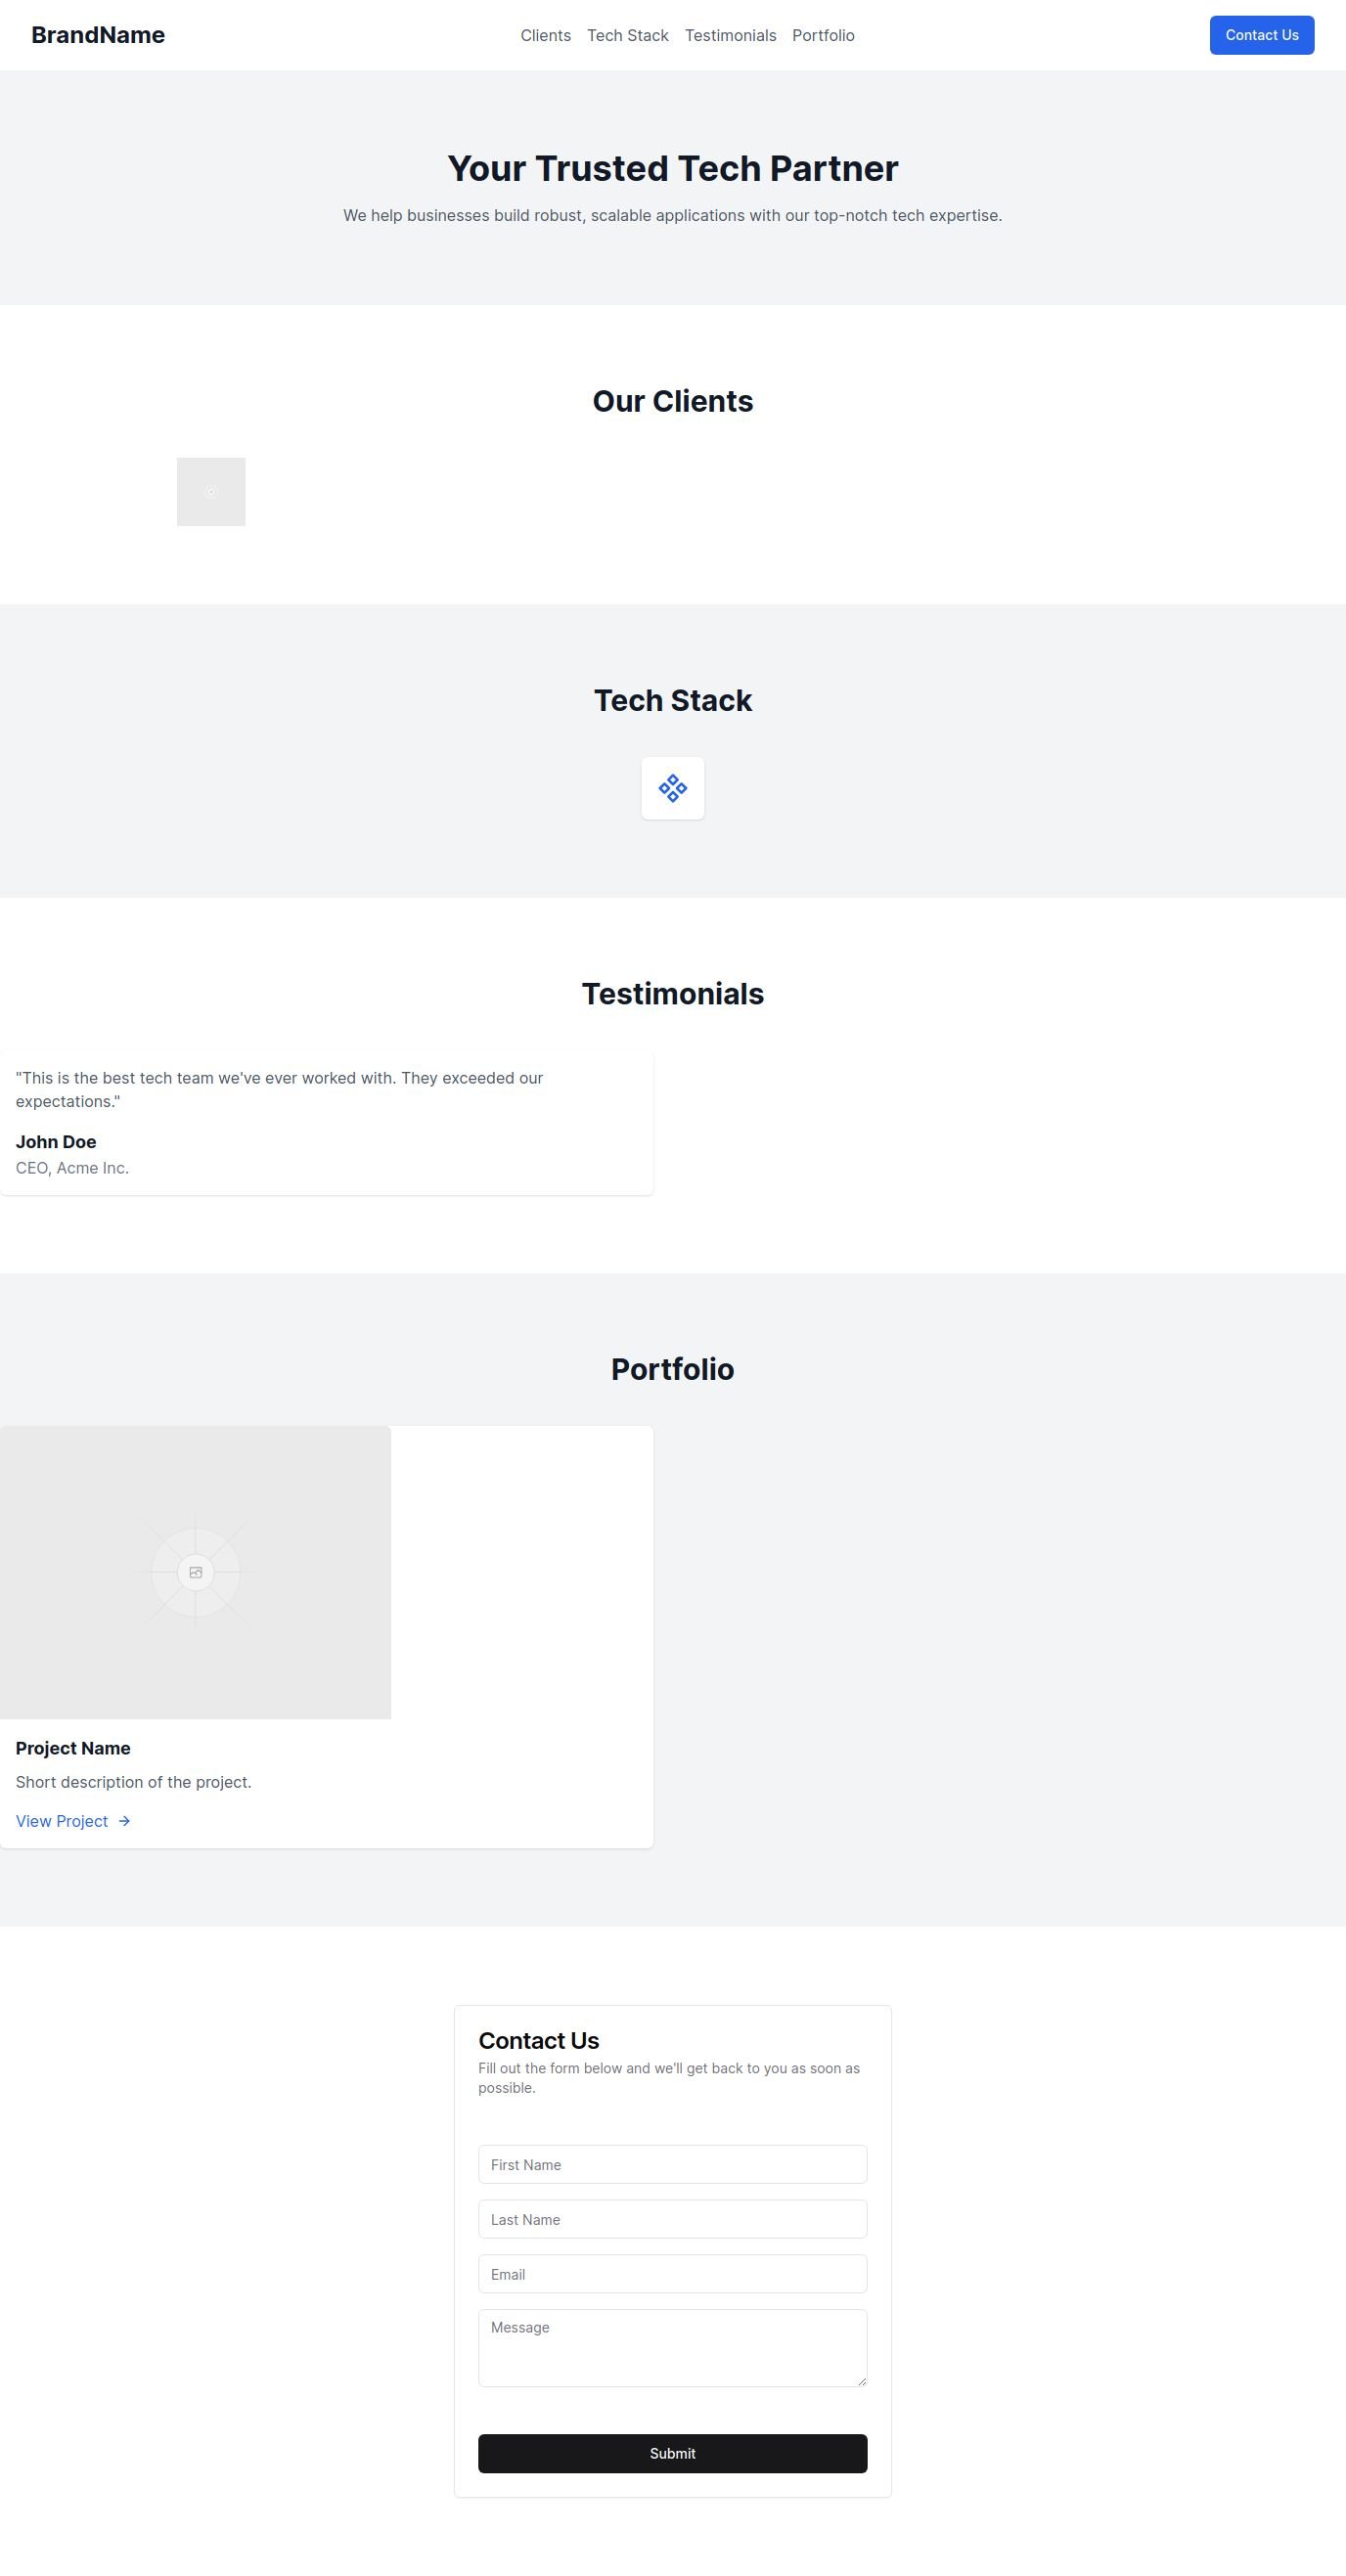 BrandName
Clients
Tech Stack
Testimonials
Portfolio
Contact Us
Your Trusted Tech Partner
We help businesses build robust, scalable applications with our top-notch tech expertise.
Our Clients
Tech Stack
Testimonials
"This is the best tech team we've ever worked with. They exceeded our
expectations."
John Doe
CEO, Acme Inc.
Portfolio
Project Name
Short description of the project.
View Project
Contact Us
Fill out the form below and we'll get back to you as soon as
possible.
First Name
Last Name
Email
Message
Submit